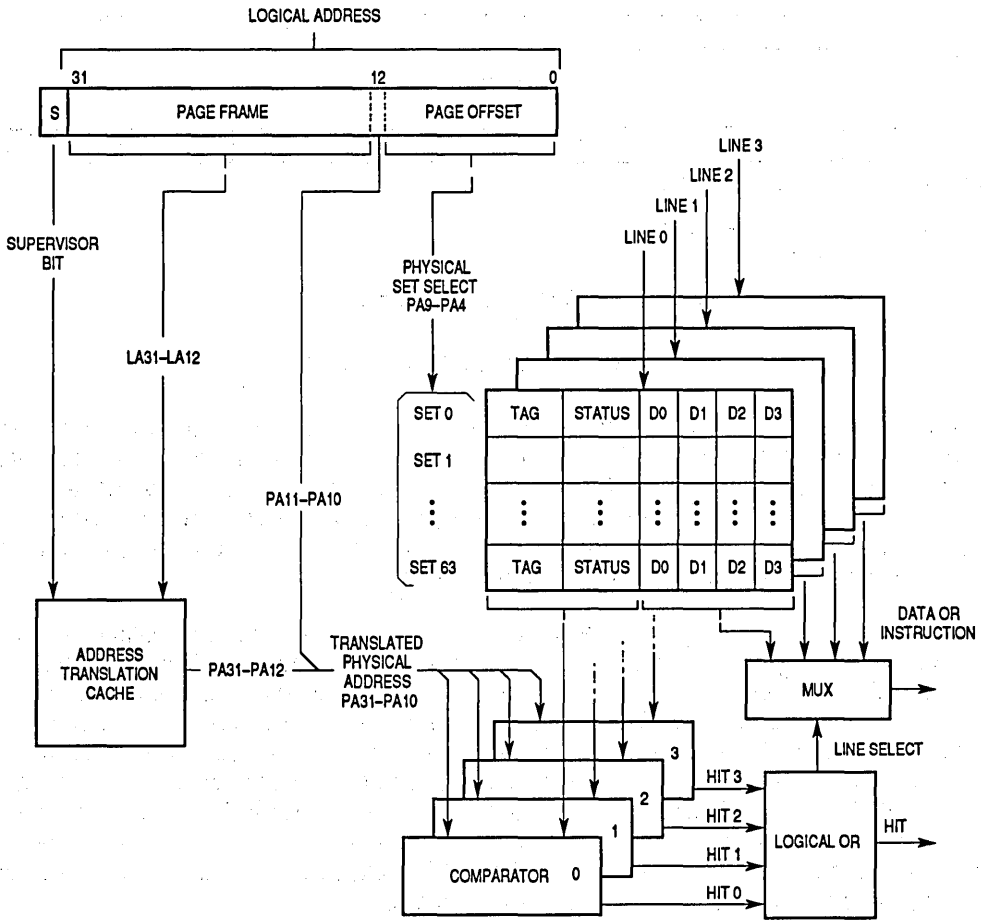 LOGICAL ADDRESS
31 12 0
S PAGE FRAME PAGE OFFSET
LINE 3
LINE 2
LINE 1
LINE 0
SUPERVISOR
BIT
PHYSICAL
SET SELECT
PA9–PA4
LA31–LA12
SET 0 TAG STATUS D0 D1 D2 D3
SET 1
PA11–PA10
SET 63 TAG STATUS D0 D1 D2 D3
DATA OR
INSTRUCTION
ADDRESS
TRANSLATION
CACHE
PA31–PA12
TRANSLATED
PHYSICAL
ADDRESS
PA31–PA10
MUX
LINE SELECT
3
2
1
COMPARATOR 0
HIT 3
HIT 2
HIT 1
HIT 0
LOGICAL OR
HIT